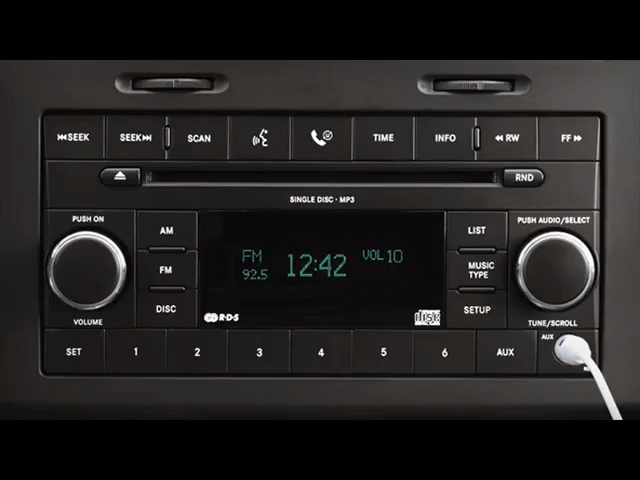 SEEK
SEEK
SCAN
TIME
INFO
RW
FF
RND
SINGLE DISC · MP3
PUSH ON
VOLUME
AM
FM
DISC
FM
92.5
12:42
VOL 10
R·D·S
disc
LIST
MUSIC
TYPE
SETUP
PUSH AUDIO/SELECT
TUNE/SCROLL
SET
1
2
3
4
5
6
AUX
AUX